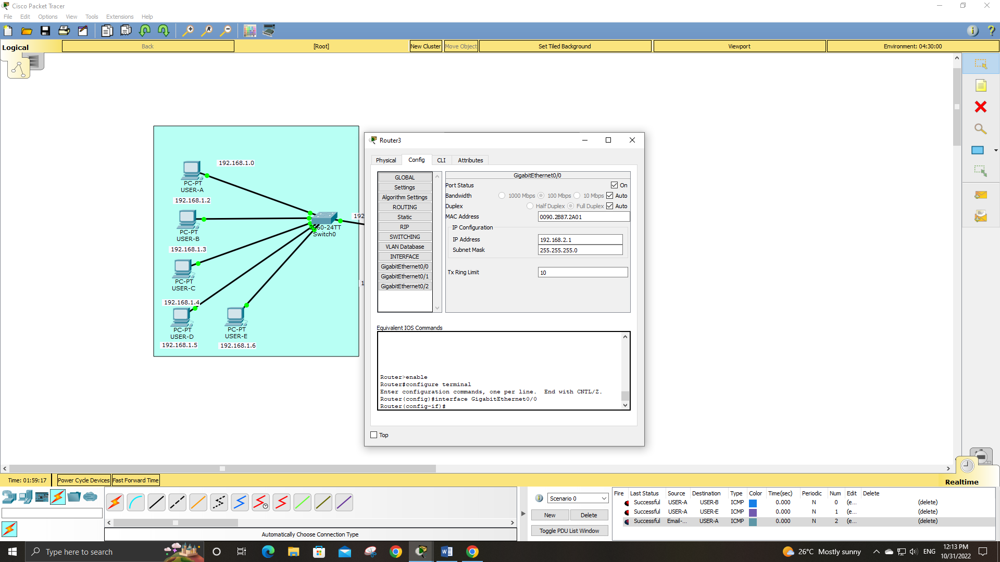 Cisco Packet Tracer
File Edit Options View Tools Extensions Help
Logical
Back
[Root]
New Cluster
Move Object
Set Tiled Background
Viewport
Environment: 04:30:00
192.168.1.0
PC-PT
USER-A
192.168.1.2
PC-PT
USER-B
192.168.1.3
PC-PT
USER-C
192.168.1.4
PC-PT
USER-D
192.168.1.5
PC-PT
USER-E
192.168.1.6
2960-24TT
Switch0
192
1
Router3
Physical Config CLI Attributes
GLOBAL
Settings
Algorithm Settings
ROUTING
Static
RIP
SWITCHING
VLAN Database
INTERFACE
GigabitEthernet0/0
GigabitEthernet0/1
GigabitEthernet0/2
GigabitEthernet0/0
Port Status On
Bandwidth 1000 Mbps 100 Mbps 10 Mbps Auto
Duplex Half Duplex Full Duplex Auto
MAC Address 0090.2B87.2A01
IP Configuration
IP Address 192.168.2.1
Subnet Mask 255.255.255.0
Tx Ring Limit 10
Equivalent IOS Commands
Router>enable
Router#configure terminal
Enter configuration commands, one per line.  End with CNTL/Z.
Router(config)#interface GigabitEthernet0/0
Router(config-if)#
Top
Time: 01:59:17
Power Cycle Devices
Fast Forward Time
Realtime
Automatically Choose Connection Type
Scenario 0
New
Delete
Toggle PDU List Window
Fire Last Status Source Destination Type Color Time(sec) Periodic Num Edit Delete
Successful USER-A USER-B ICMP 0.000 N 0 (e... (delete)
Successful USER-A USER-E ICMP 0.000 N 1 (e... (delete)
Successful Email-... USER-A ICMP 0.000 N 2 (e... (delete)
Type here to search
26°C Mostly sunny
ENG
12:13 PM
10/31/2022